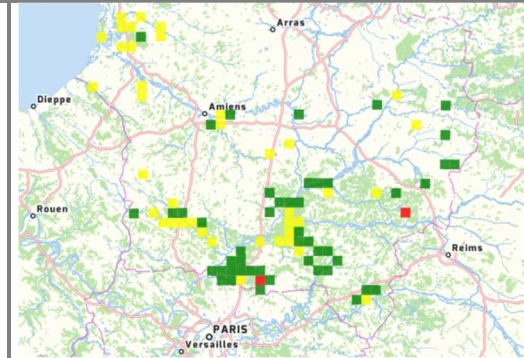 Arras
Dieppe
Amiens
Rouen
Reims
PARIS
Versailles